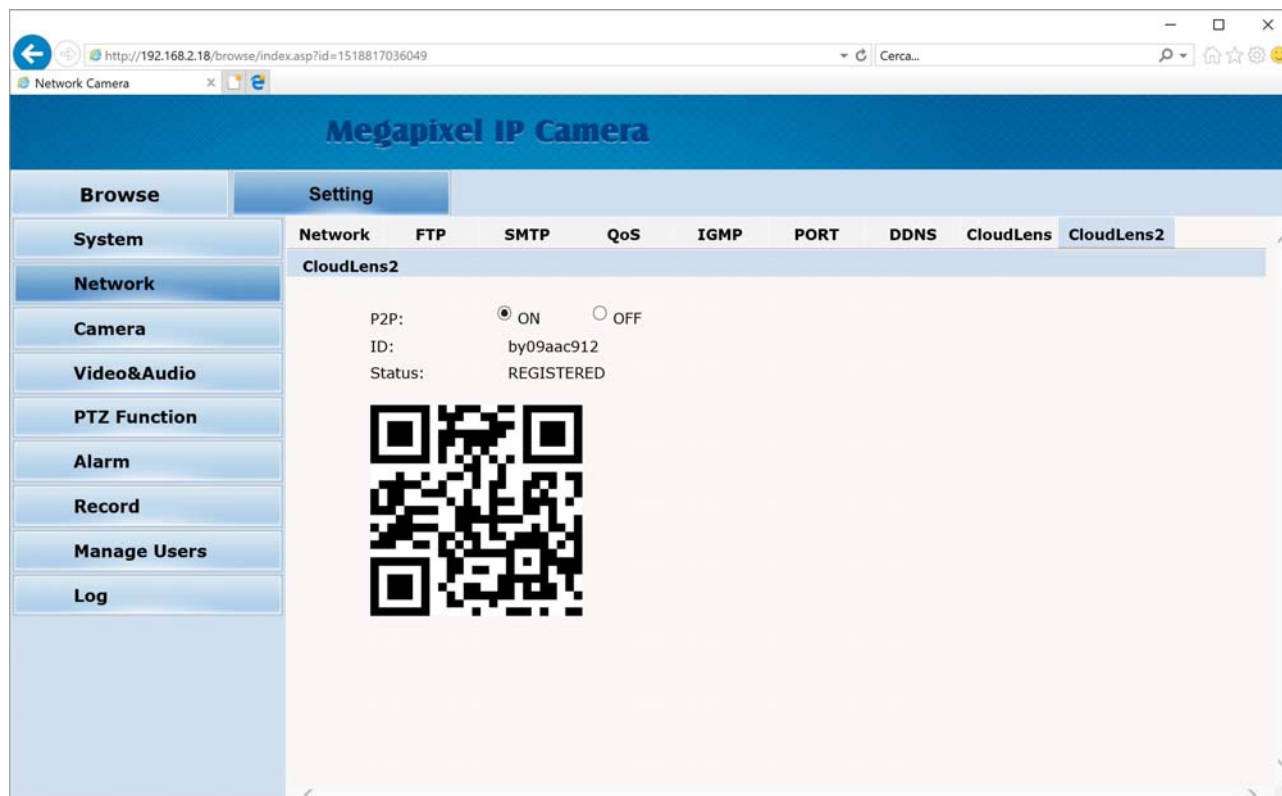 http://192.168.2.18/browse/index.asp?id=1518817036049
Cerca...
Network Camera
Megapixel IP Camera
Browse
Setting
System
Network
Camera
Video&Audio
PTZ Function
Alarm
Record
Manage Users
Log
Network FTP SMTP QoS IGMP PORT DDNS CloudLens CloudLens2
CloudLens2
P2P: ON OFF
ID: by09aac912
Status: REGISTERED